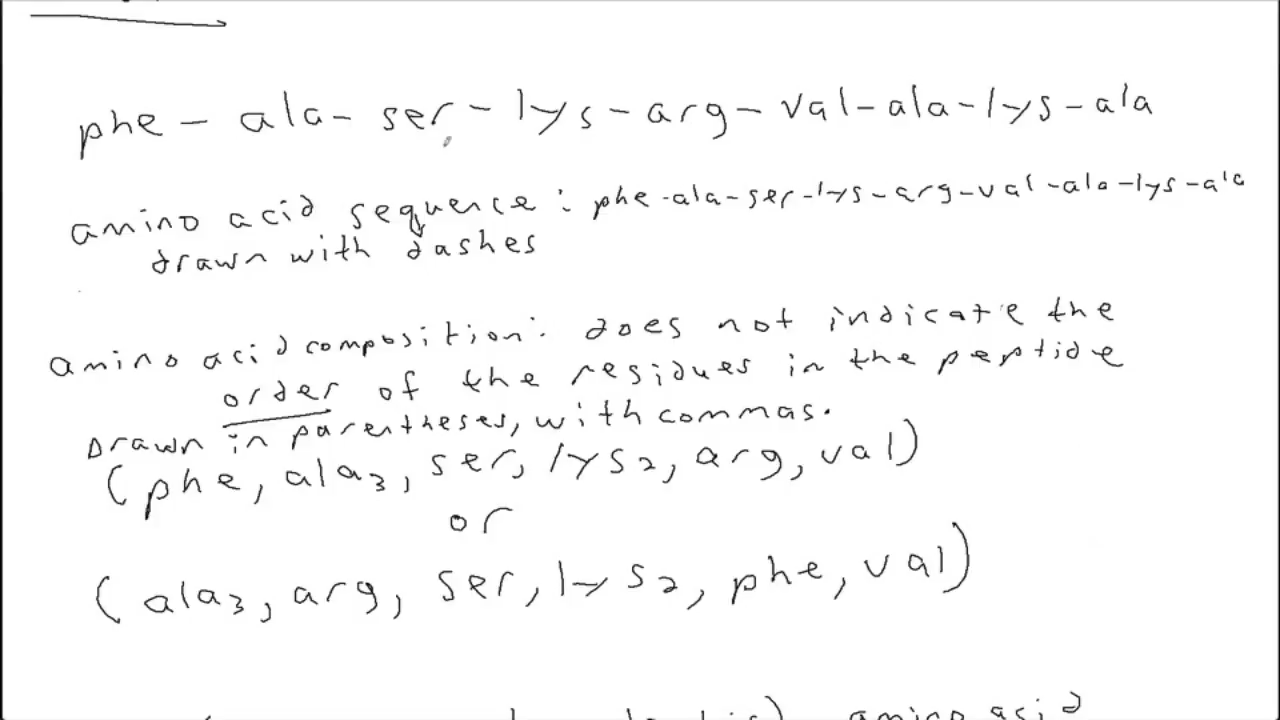 phe - ala - ser - lys - arg - val - ala - lys - ala
amino acid sequence : phe-ala-ser-lys-arg-val-ala-lys-ala
drawn with dashes
amino acid composition: does not indicate the
order of the residues in the peptide
Drawn in parentheses, with commas.
(phe, ala3, ser, lys2, arg, val)
or
(ala3, arg, ser, lys2, phe, val)
amino acid